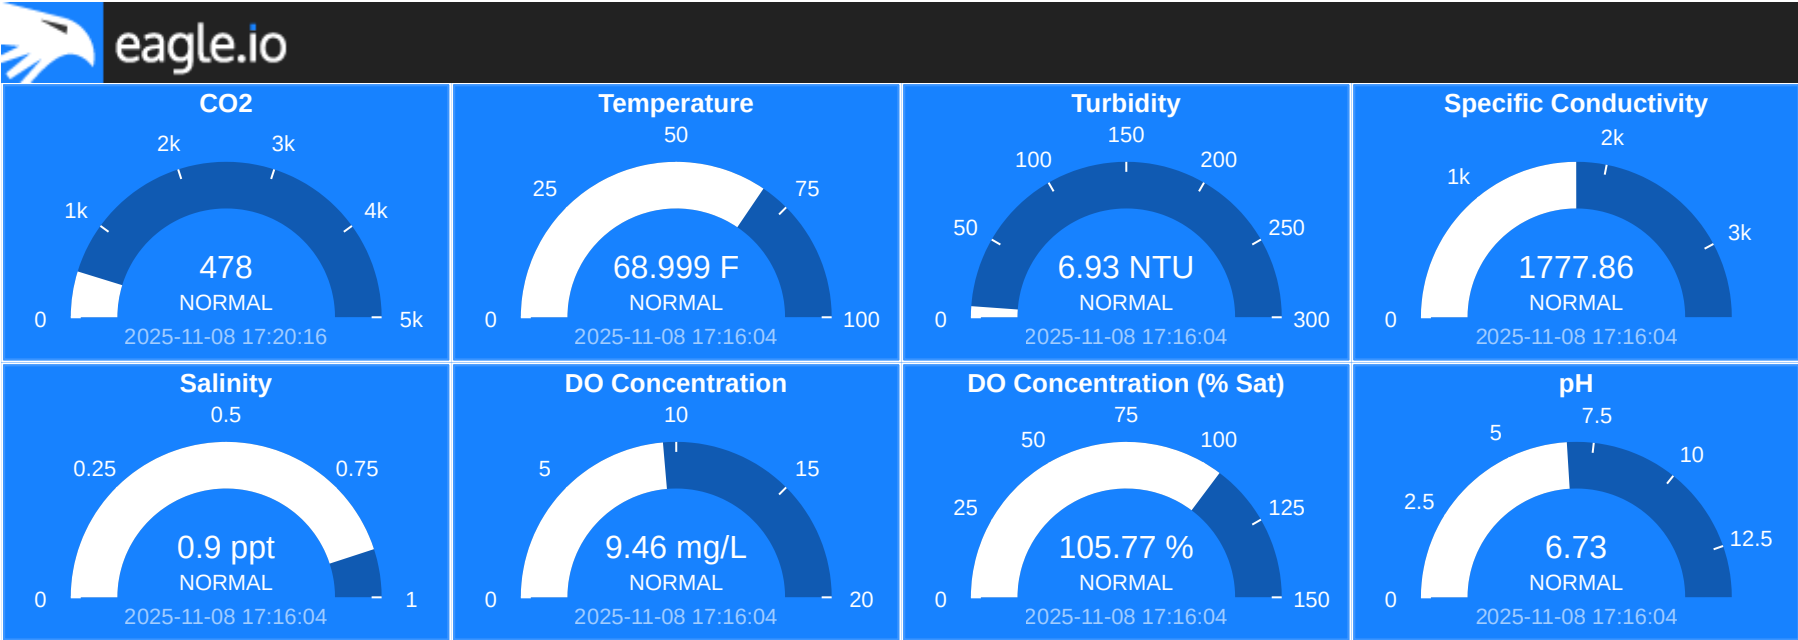 eagle.io
CO2
2k
3k
1k
4k
478
NORMAL
0
5k
2025-11-08 17:20:16
Temperature
50
25
75
68.999 F
NORMAL
0
100
2025-11-08 17:16:04
Turbidity
150
100
200
50
250
6.93 NTU
NORMAL
0
300
2025-11-08 17:16:04
Specific Conductivity
2k
1k
3k
1777.86
NORMAL
0
2025-11-08 17:16:04
Salinity
0.5
0.25
0.75
0.9 ppt
NORMAL
0
1
2025-11-08 17:16:04
DO Concentration
10
5
15
9.46 mg/L
NORMAL
0
20
2025-11-08 17:16:04
DO Concentration (% Sat)
75
50
100
25
125
105.77 %
NORMAL
0
150
2025-11-08 17:16:04
pH
7.5
5
10
2.5
12.5
6.73
NORMAL
0
2025-11-08 17:16:04